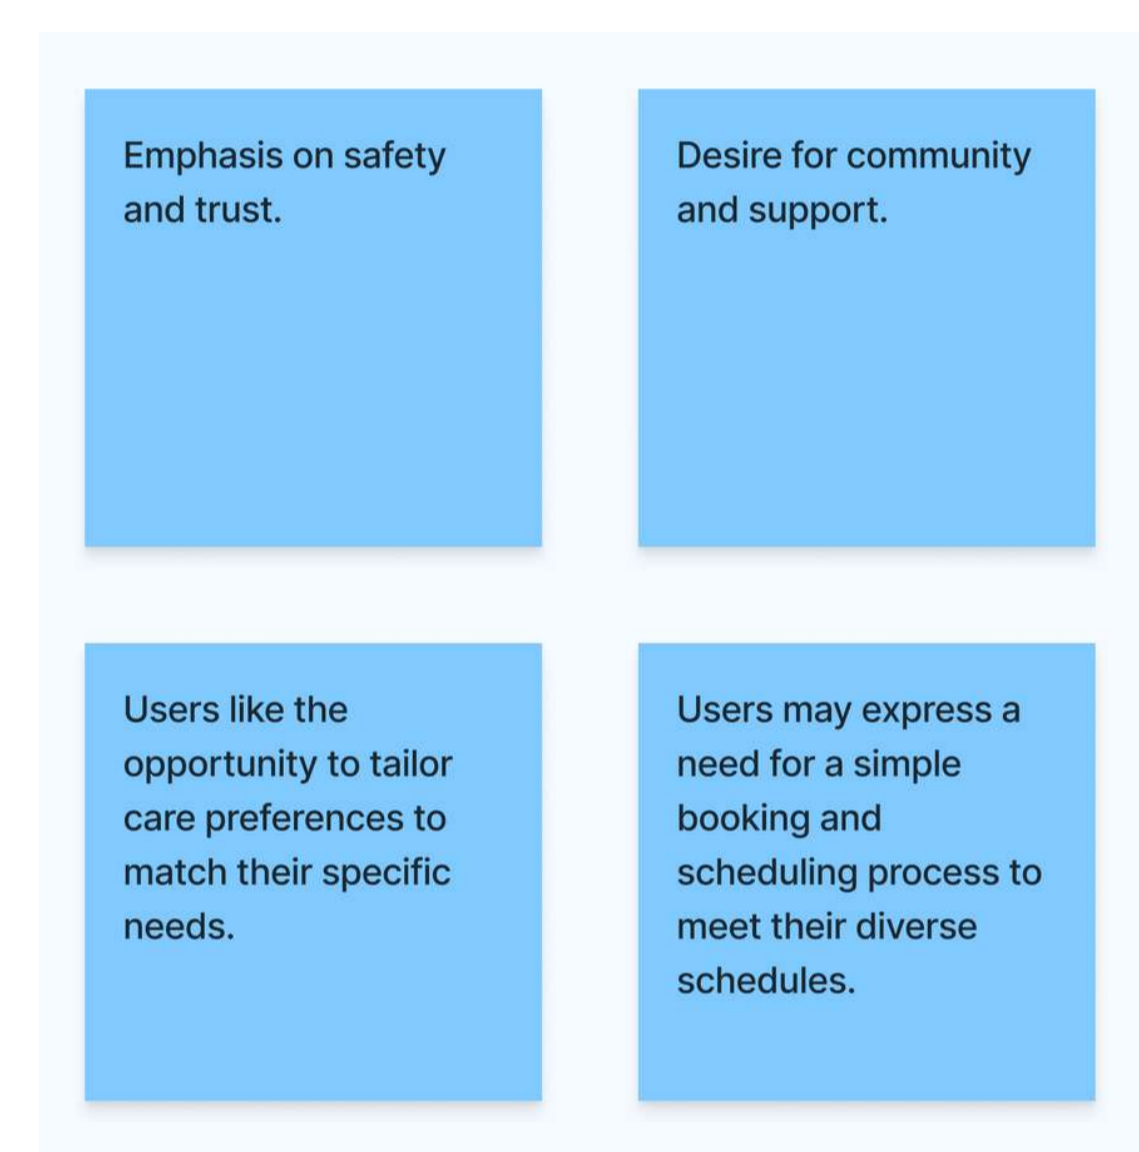 Emphasis on safety
and trust.
Desire for community
and support.
Users like the
opportunity to tailor
care preferences to
match their specific
needs.
Users may express a
need for a simple
booking and
scheduling process to
meet their diverse
schedules.